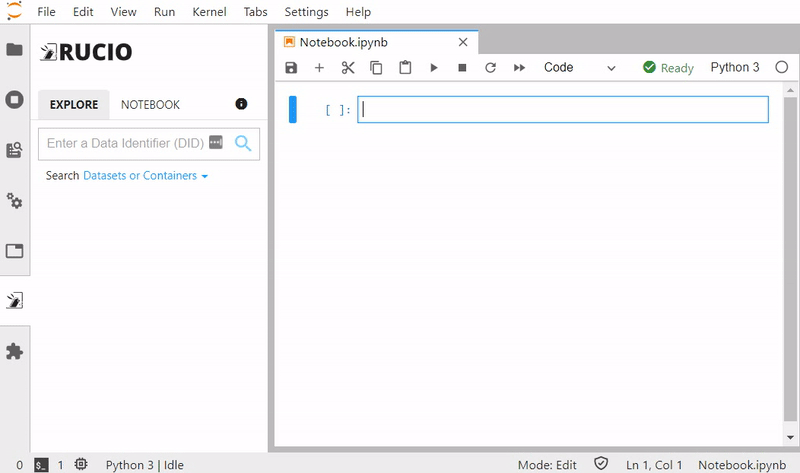 File Edit View Run Kernel Tabs Settings Help
RUCIO
EXPLORE NOTEBOOK
Enter a Data Identifier (DID)
Search Datasets or Containers
Notebook.ipynb
Code Ready Python 3
[ ]:
0 $_ 1 Python 3 | Idle Mode: Edit Ln 1, Col 1 Notebook.ipynb